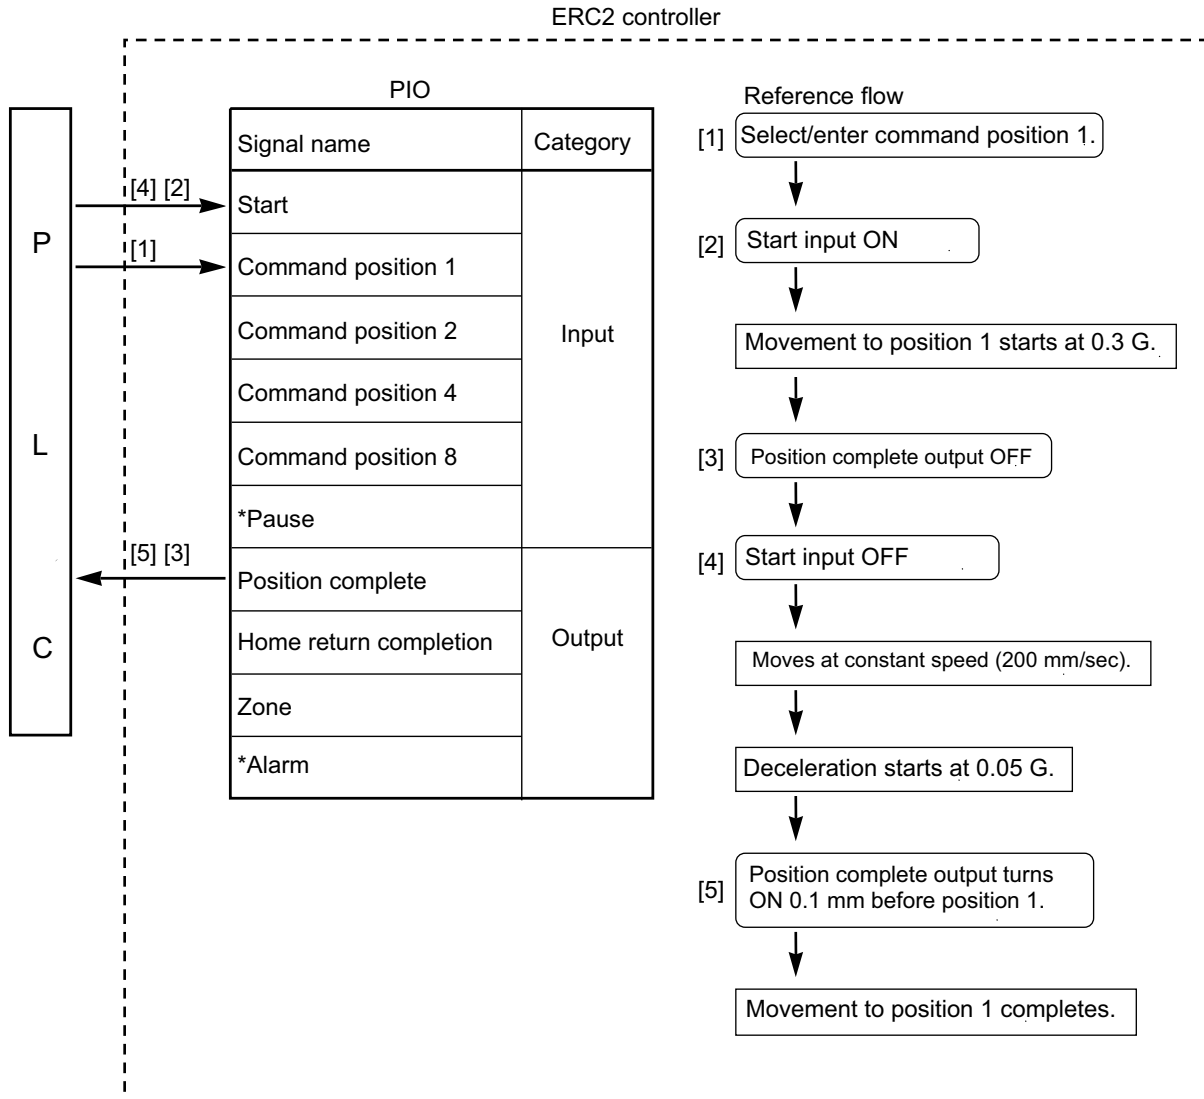 ERC2 controller
PIO
Signal name Category
[4] [2] Start
[1] Command position 1
Command position 2
Input
Command position 4
Command position 8
*Pause
[5] [3] Position complete
Home return completion
Output
Zone
*Alarm
P
L
C
Reference flow
[1] Select/enter command position 1.
[2] Start input ON
Movement to position 1 starts at 0.3 G.
[3] Position complete output OFF
[4] Start input OFF
Moves at constant speed (200 mm/sec).
Deceleration starts at 0.05 G.
[5] Position complete output turns
ON 0.1 mm before position 1.
Movement to position 1 completes.